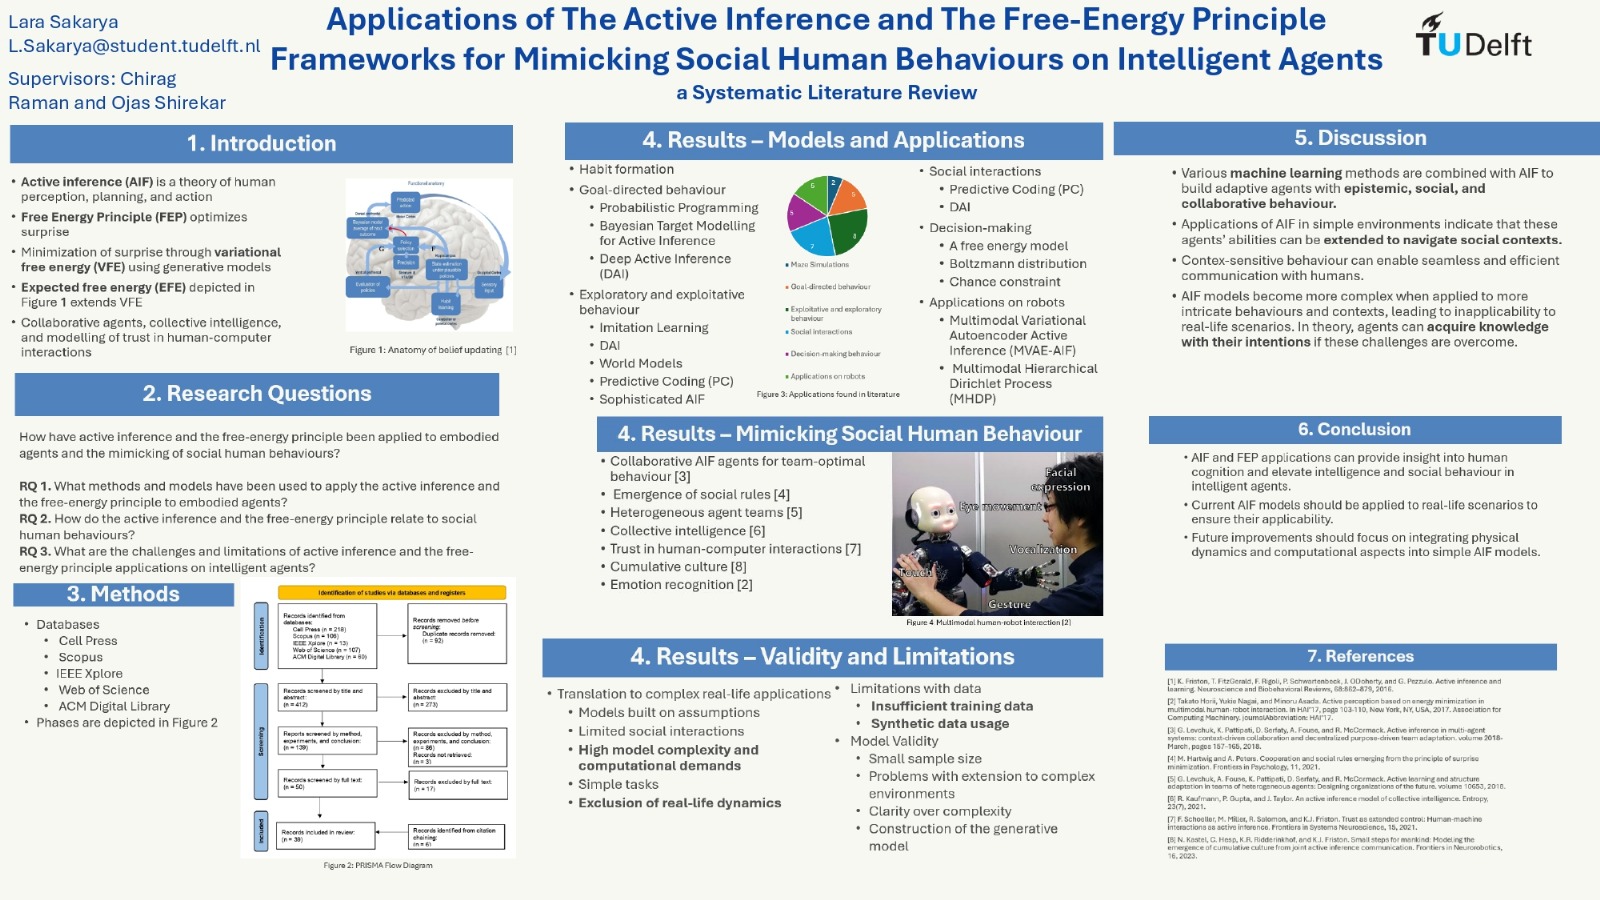 Lara Sakarya
L.Sakarya@student.tudelft.nl
Supervisors: Chirag
Raman and Ojas Shirekar
Applications of The Active Inference and The Free-Energy Principle
Frameworks for Mimicking Social Human Behaviours on Intelligent Agents
a Systematic Literature Review
TU Delft
1. Introduction
• Active inference (AIF) is a theory of human
perception, planning, and action
• Free Energy Principle (FEP) optimizes
surprise
• Minimization of surprise through variational
free energy (VFE) using generative models
• Expected free energy (EFE) depicted in
Figure 1 extends VFE
• Collaborative agents, collective intelligence,
and modelling of trust in human-computer
interactions
Functional anatomy
Figure 1: Anatomy of belief updating [1]
2. Research Questions
How have active inference and the free-energy principle been applied to embodied
agents and the mimicking of social human behaviours?
RQ 1. What methods and models have been used to apply the active inference and
the free-energy principle to embodied agents?
RQ 2. How do the active inference and the free-energy principle relate to social
human behaviours?
RQ 3. What are the challenges and limitations of active inference and the free-
energy principle applications on intelligent agents?
3. Methods
• Databases
• Cell Press
• Scopus
• IEEE Xplore
• Web of Science
• ACM Digital Library
• Phases are depicted in Figure 2
Identification of studies via databases and registers
Identification
Records identified from
databases:
Cell Press (n = 218)
Scopus (n = 106)
IEEE Xplore (n = 13)
Web of Science (n = 107)
ACM Digital Library (n = 60)
Records removed before
screening:
Duplicate records removed:
(n = 92)
Screening
Records screened by title and
abstract:
(n = 412)
Records excluded by title and
abstract:
(n = 273)
Reports screened by method,
experiments, and conclusion:
(n = 139)
Records excluded by method,
experiments, and conclusion:
(n = 86)
Records not retrieved:
(n = 3)
Records screened by full text:
(n = 50)
Records excluded by full text:
(n = 17)
Included
Records included in review:
(n = 39)
Records identified from citation
chaining:
(n = 6)
Figure 2: PRISMA Flow Diagram
4. Results – Models and Applications
• Habit formation
• Goal-directed behaviour
• Probabilistic Programming
• Bayesian Target Modelling
for Active Inference
• Deep Active Inference
(DAI)
• Exploratory and exploitative
behaviour
• Imitation Learning
• DAI
• World Models
• Predictive Coding (PC)
• Sophisticated AIF
2
5
7
5
5
Maze Simulations
Goal-directed behaviour
Exploitative and exploratory
behaviour
Social interactions
Decision-making behaviour
Applications on robots
Figure 3: Applications found in literature
• Social interactions
• Predictive Coding (PC)
• DAI
• Decision-making
• A free energy model
• Boltzmann distribution
• Chance constraint
• Applications on robots
• Multimodal Variational
Autoencoder Active
Inference (MVAE-AIF)
• Multimodal Hierarchical
Dirichlet Process
(MHDP)
4. Results – Mimicking Social Human Behaviour
• Collaborative AIF agents for team-optimal
behaviour [3]
• Emergence of social rules [4]
• Heterogeneous agent teams [5]
• Collective intelligence [6]
• Trust in human-computer interactions [7]
• Cumulative culture [8]
• Emotion recognition [2]
Facial
expression
Eye movement
Vocalization
Touch
Gesture
Figure 4: Multimodal human-robot interaction [2]
4. Results – Validity and Limitations
• Translation to complex real-life applications
• Models built on assumptions
• Limited social interactions
• High model complexity and
computational demands
• Simple tasks
• Exclusion of real-life dynamics
• Limitations with data
• Insufficient training data
• Synthetic data usage
• Model Validity
• Small sample size
• Problems with extension to complex
environments
• Clarity over complexity
• Construction of the generative
model
5. Discussion
• Various machine learning methods are combined with AIF to
build adaptive agents with epistemic, social, and
collaborative behaviour.
• Applications of AIF in simple environments indicate that these
agents' abilities can be extended to navigate social contexts.
• Context-sensitive behaviour can enable seamless and efficient
communication with humans.
• AIF models become more complex when applied to more
intricate behaviours and contexts, leading to inapplicability to
real-life scenarios. In theory, agents can acquire knowledge
with their intentions if these challenges are overcome.
6. Conclusion
• AIF and FEP applications can provide insight into human
cognition and elevate intelligence and social behaviour in
intelligent agents.
• Current AIF models should be applied to real-life scenarios to
ensure their applicability.
• Future improvements should focus on integrating physical
dynamics and computational aspects into simple AIF models.
7. References
[1] K. Friston, T. FitzGerald, F. Rigoli, P. Schwartenbeck, J. ODoherty, and G. Pezzulo. Active inference and
learning. Neuroscience and Biobehavioral Reviews, 68:862–879, 2016.
[2] Takato Horii, Yukie Nagai, and Minoru Asada. Active perception based on energy minimization in
multimodal human-robot interaction. In HAI'17, page 103-110, New York, NY, USA, 2017. Association for
Computing Machinery. journalAbbreviation: HAI'17.
[3] G. Levchuk, K. Pattipati, D. Serfaty, A. Fouse, and R. McCormack. Active inference in multi-agent
systems: context-driven collaboration and decentralized purpose-driven team adaptation. volume 2018-
March, pages 157–165, 2018.
[4] M. Hartwig and A. Peters. Cooperation and social rules emerging from the principle of surprise
minimization. Frontiers in Psychology, 11, 2021.
[5] G. Levchuk, A. Fouse, K. Pattipati, D. Serfaty, and R. McCormack. Active learning and structure
adaptation in teams of heterogeneous agents: Designing organizations of the future. volume 10653, 2018.
[6] R. Kaufmann, P. Gupta, and J. Taylor. An active inference model of collective intelligence. Entropy,
23(7), 2021.
[7] F. Schoeller, M. Miller, R. Salomon, and K.J. Friston. Trust as extended control: Human-machine
interactions as active inference. Frontiers in Systems Neuroscience, 15, 2021.
[8] N. Kastel, C. Hesp, K.R. Ridderinkhof, and K.J. Friston. Small steps for mankind: Modeling the
emergence of cumulative culture from joint active inference communication. Frontiers in Neurorobotics,
16, 2023.